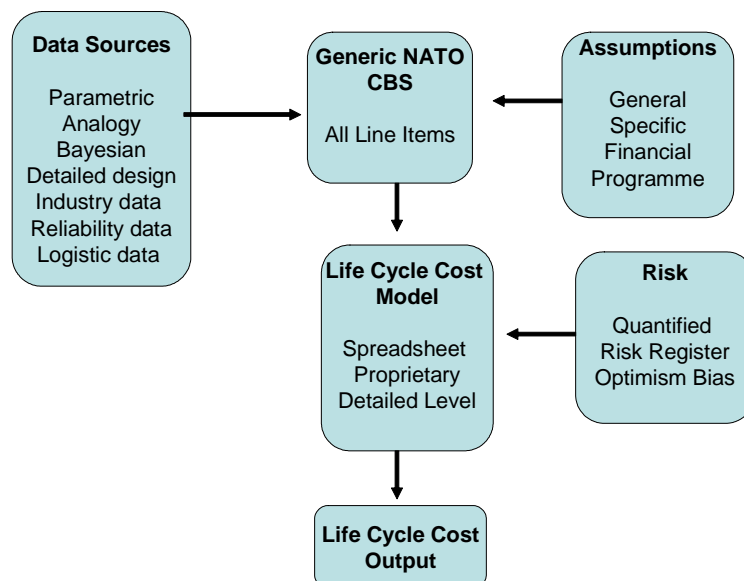 Data Sources
Parametric
Analogy
Bayesian
Detailed design
Industry data
Reliability data
Logistic data
Generic NATO
CBS
All Line Items
Assumptions
General
Specific
Financial
Programme
Life Cycle Cost
Model
Spreadsheet
Proprietary
Detailed Level
Risk
Quantified
Risk Register
Optimism Bias
Life Cycle Cost
Output